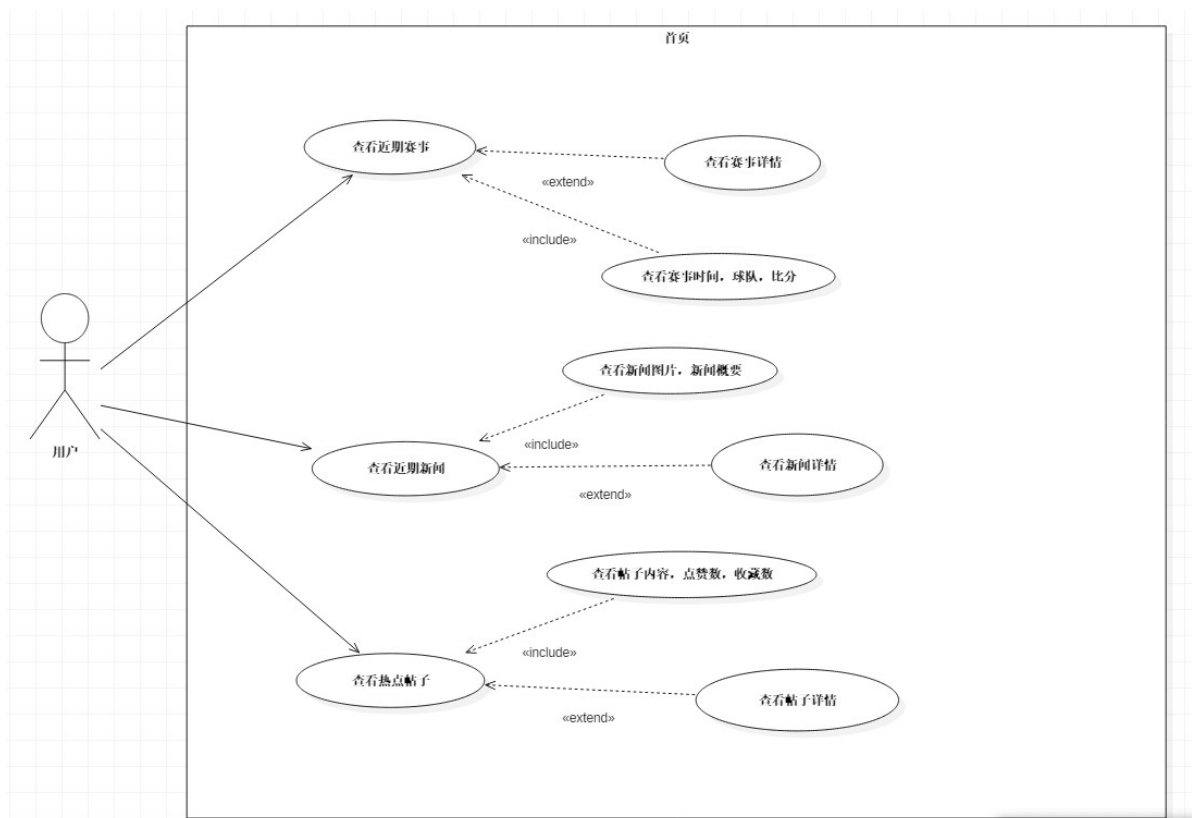 首页
查看近期赛事
查看赛事详情
«extend»
«include»
查看赛事时间，球队，比分
查看新闻图片，新闻概要
«include»
用户
查看近期新闻
查看新闻详情
«extend»
查看帖子内容，点赞数，收藏数
«include»
查看热点帖子
查看帖子详情
«extend»